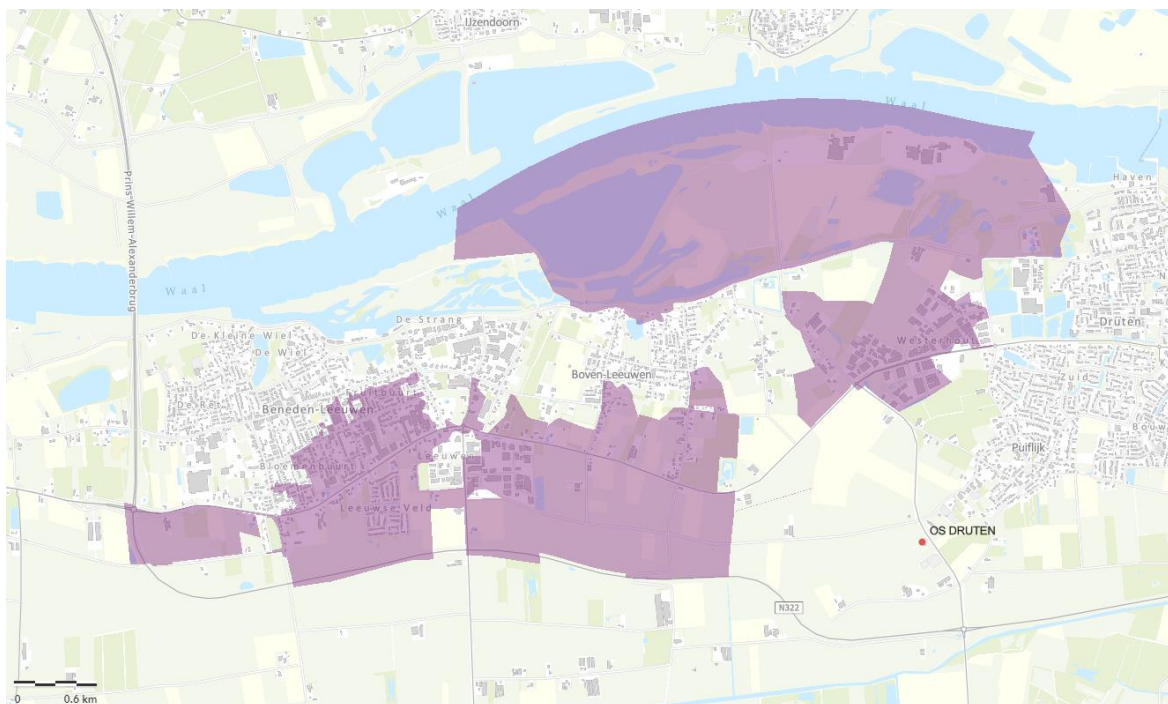 IJzendoorn
Waal
Prins-Willem-Alexanderbrug
Haven
Waal
Waal
De Strang
De Kleine Wiel
De Wiel
Druten
Westerhout
Boven-Leeuwen
Zuid
Beneden-Leeuwen
Puiflijk
Leeuwen
Bloemenbuurt
Leeuwse Veld
OS DRUTEN
N322
0
0.6 km